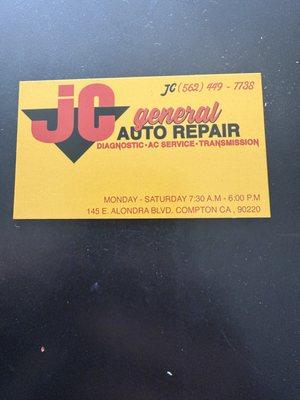 JC (562) 449 - 7738
jc general
AUTO REPAIR
DIAGNOSTIC • AC SERVICE • TRANSMISSION
MONDAY - SATURDAY 7:30 A.M - 6:00 P.M
145 E. ALONDRA BLVD. COMPTON CA , 90220